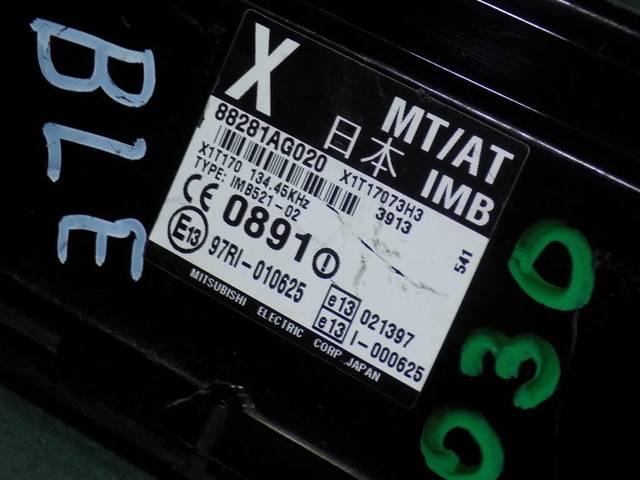 BLE
X
MT/AT
日本 IMB
88281AG020
X1T17073H3
3913
X1T170 134.45KHz
TYPE: IMB521-02
CE 0891 !
541
E13 97RI-010625
e13 021397
e13 I-000625
MITSUBISHI ELECTRIC CORP. JAPAN